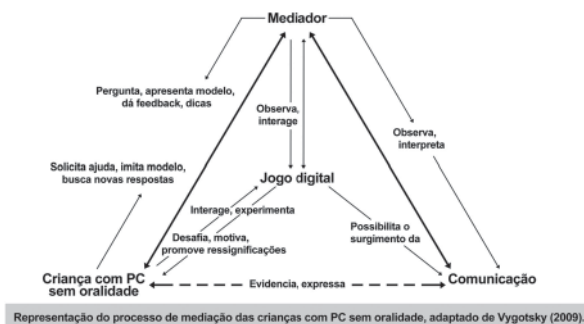 Mediador
Pergunta, apresenta modelo,
dá feedback, dicas
Observa,
interage
Observa,
interpreta
Solicita ajuda, imita modelo,
busca novas respostas
Jogo digital
Interage, experimenta
Desafia, motiva,
promove ressignificações
Possibilita o
surgimento da
Criança com PC
sem oralidade
Evidencia, expressa
Comunicação
Representação do processo de mediação das crianças com PC sem oralidade, adaptado de Vygotsky (2009).